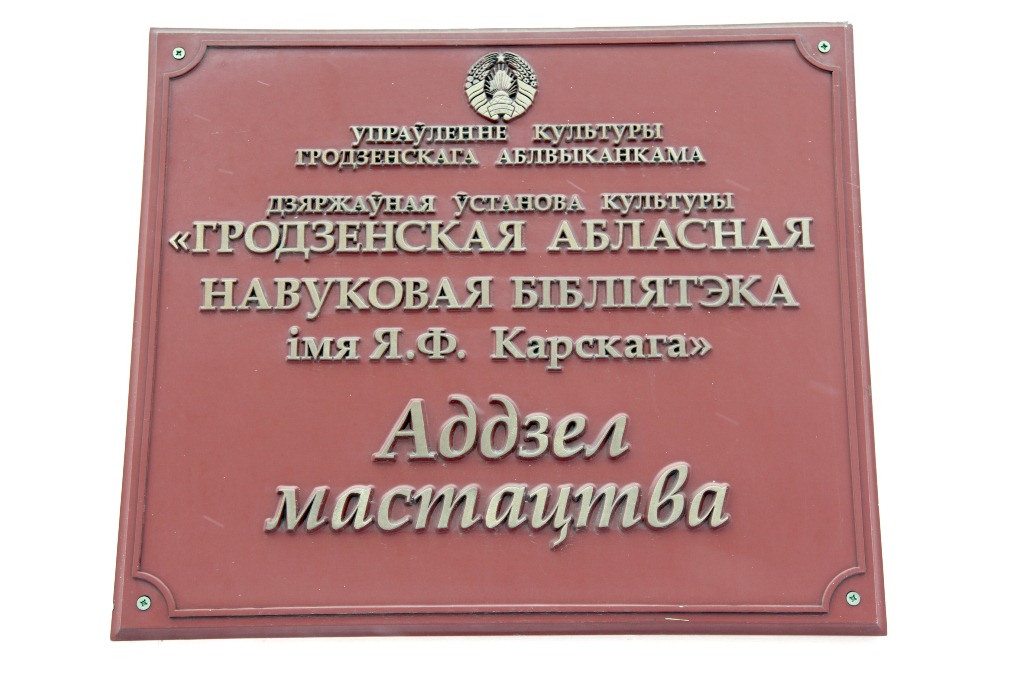 УПРАЎЛЕННЕ КУЛЬТУРЫ
ГРОДЗЕНСКАГА АБЛВЫКАНКАМА
ДЗЯРЖАЎНАЯ ЎСТАНОВА КУЛЬТУРЫ
«ГРОДЗЕНСКАЯ АБЛАСНАЯ
НАВУКОВАЯ БІБЛІЯТЭКА
імя Я.Ф. Карскага»
Аддзел
мастацтва